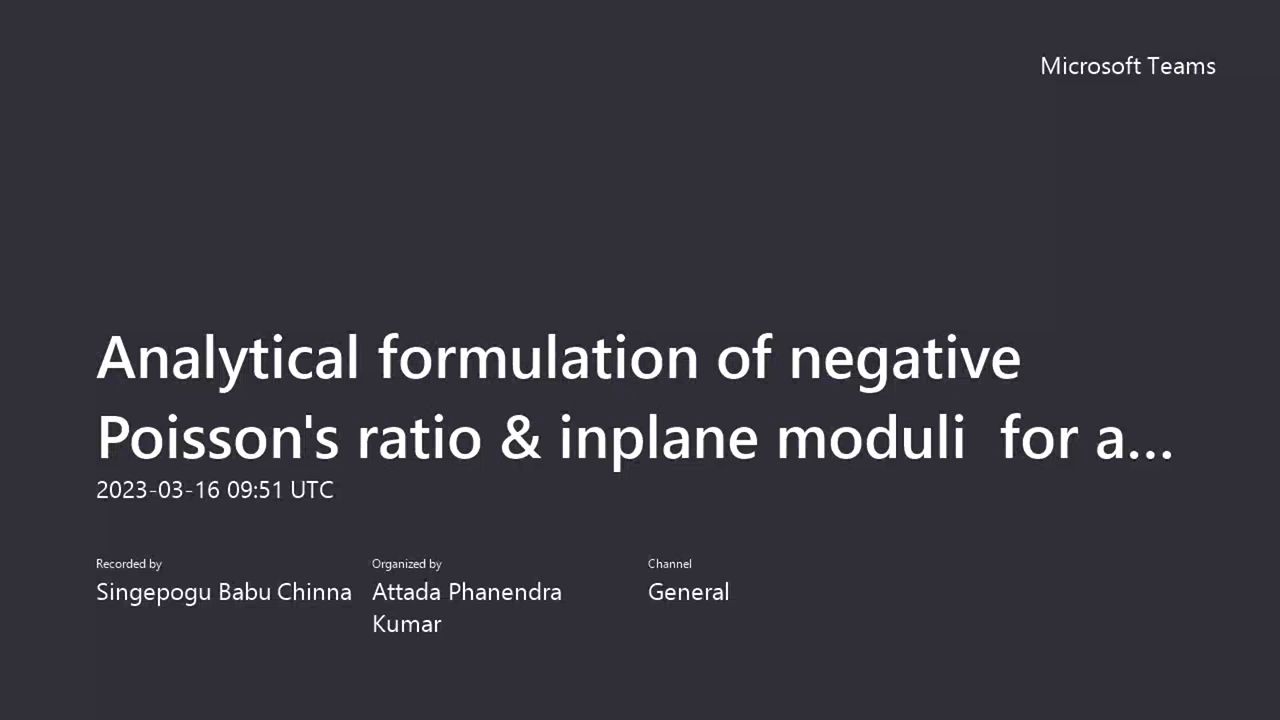 Microsoft Teams
Analytical formulation of negative
Poisson's ratio & inplane moduli  for a...
2023-03-16 09:51 UTC
Recorded by
Singepogu Babu Chinna
Organized by
Attada Phanendra
Kumar
Channel
General